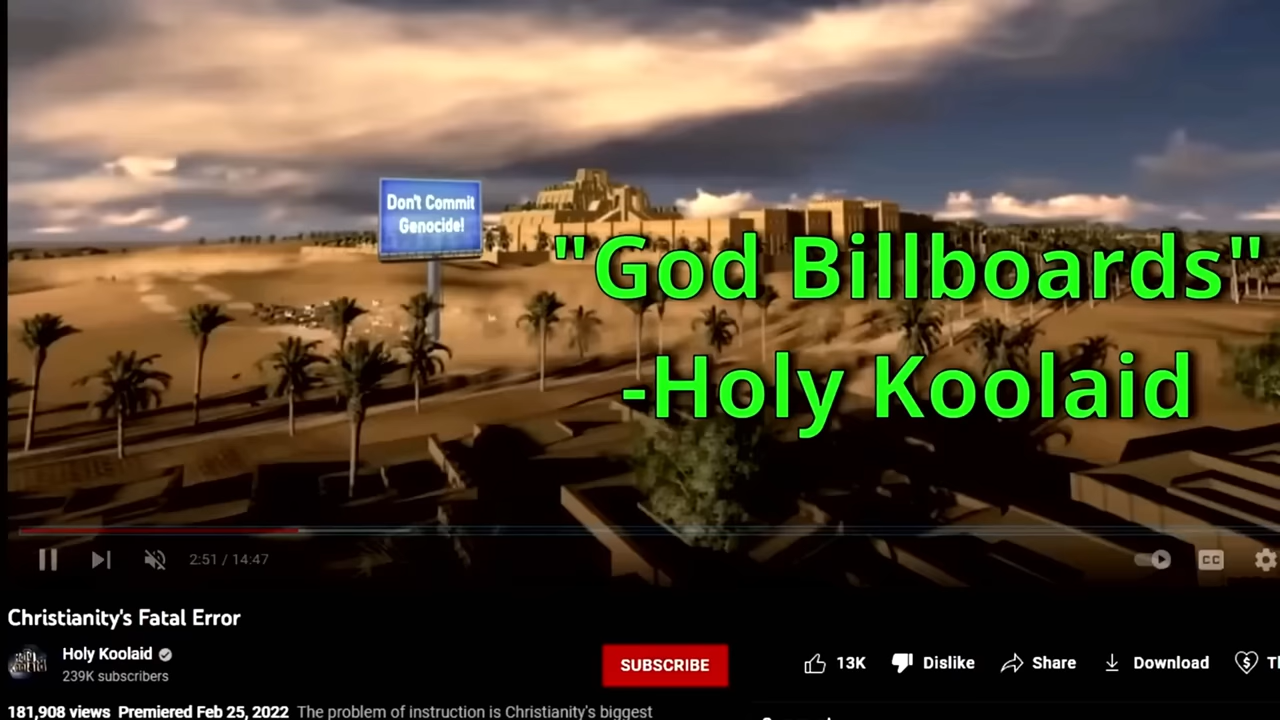 Don't Commit
Genocide!
"God Billboards"
-Holy Koolaid
2:51 / 14:47
CC
Christianity's Fatal Error
Holy Koolaid
239K subscribers
SUBSCRIBE
13K
Dislike
Share
Download
181,908 views Premiered Feb 25, 2022 The problem of instruction is Christianity's biggest